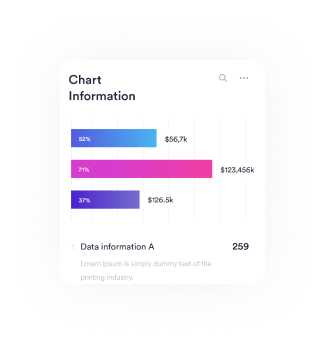 Chart
Information
52%
$56,7k
71%
$123,456k
37%
$126.5k
Data information A
259
Lorem Ipsum is simply dummy text of the
printing industry.